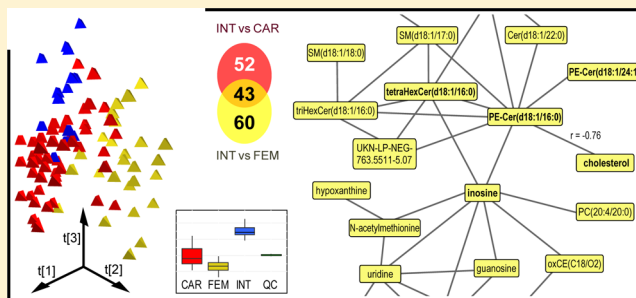 t[3]
t[1]
t[2]
INT vs CAR
52
43
60
INT vs FEM
CAR FEM INT QC
SM(d18:1/17:0)
Cer(d18:1/22:0)
SM(d18:1/18:0)
PE-Cer(d18:1/24:1
tetraHexCer(d18:1/16:0)
triHexCer(d18:1/16:0)
PE-Cer(d18:1/16:0)
r = -0.76
UKN-LP-NEG-
763.5511-5.07
cholesterol
hypoxanthine
inosine
PC(20:4/20:0)
N-acetylmethionine
uridine
guanosine
oxCE(C18/O2)